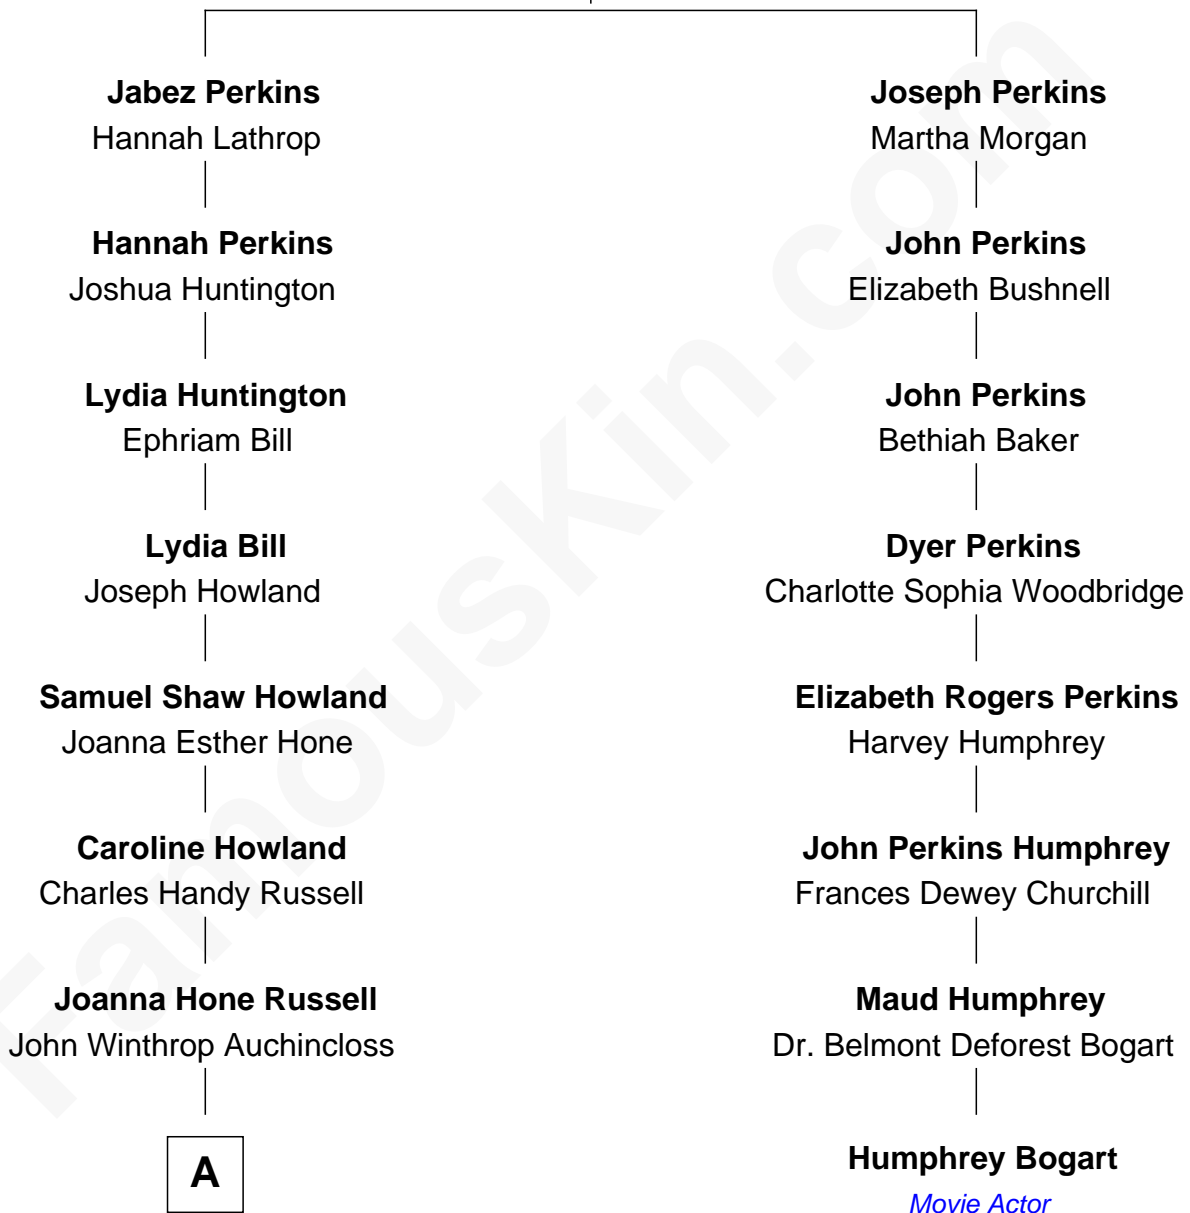 Jabez Perkins
Hannah Lathrop
Hannah Perkins
Joshua Huntington
Lydia Huntington
Ephriam Bill
Lydia Bill
Joseph Howland
Samuel Shaw Howland
Joanna Esther Hone
Caroline Howland
Charles Handy Russell
Joanna Hone Russell
John Winthrop Auchincloss
A
Joseph Perkins
Martha Morgan
John Perkins
Elizabeth Bushnell
John Perkins
Bethiah Baker
Dyer Perkins
Charlotte Sophia Woodbridge
Elizabeth Rogers Perkins
Harvey Humphrey
John Perkins Humphrey
Frances Dewey Churchill
Maud Humphrey
Dr. Belmont Deforest Bogart
Humphrey Bogart
Movie Actor
FamousKin.com